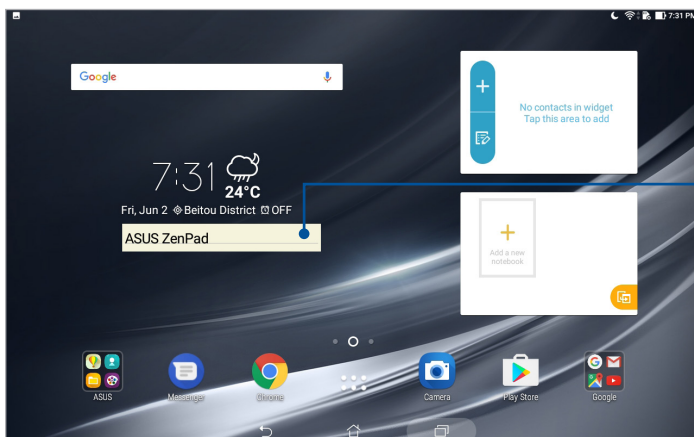 7:31 PM
Google
No contacts in widget
Tap this area to add
7:31
24°C
Fri, Jun 2 Beitou District OFF
ASUS ZenPad
Add a new
notebook
ASUS
Messenger
Chrome
Camera
Play Store
Google